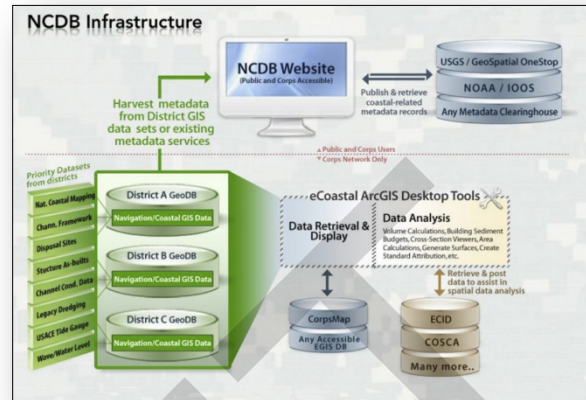 NCDB Infrastructure
NCDB Website
(Public and Corps Accessible)
USGS / GeoSpatial OneStop
NOAA / IOOS
Any Metadata Clearinghouse
Publish & retrieve
coastal-related
metadata records
Harvest metadata
from District GIS
data sets or existing
metadata services
Public and Corps Users
Corps Network Only
Priority Datasets
from districts
Nat. Coastal Mapping
Chann. Framework
Disposal Sites
Stucture As-builts
Channel Cond. Data
Legacy Dredging
USACE Tide Gauge
Wave/Water Level
District A GeoDB
Navigation/Coastal GIS Data
District B GeoDB
Navigation/Coastal GIS Data
District C GeoDB
Navigation/Coastal GIS Data
eCoastal ArcGIS Desktop Tools
Data Retrieval &
Display
Data Analysis
Volume Calculations, Building Sediment
Budgets, Cross-Section Viewers, Area
Calculations, Generate Surfaces, Create
Standard Attribution, etc.
Retrieve & post
data to assist in
spatial data analysis
CorpsMap
Any Accessible
EGIS DB
ECID
COSCA
Many more..